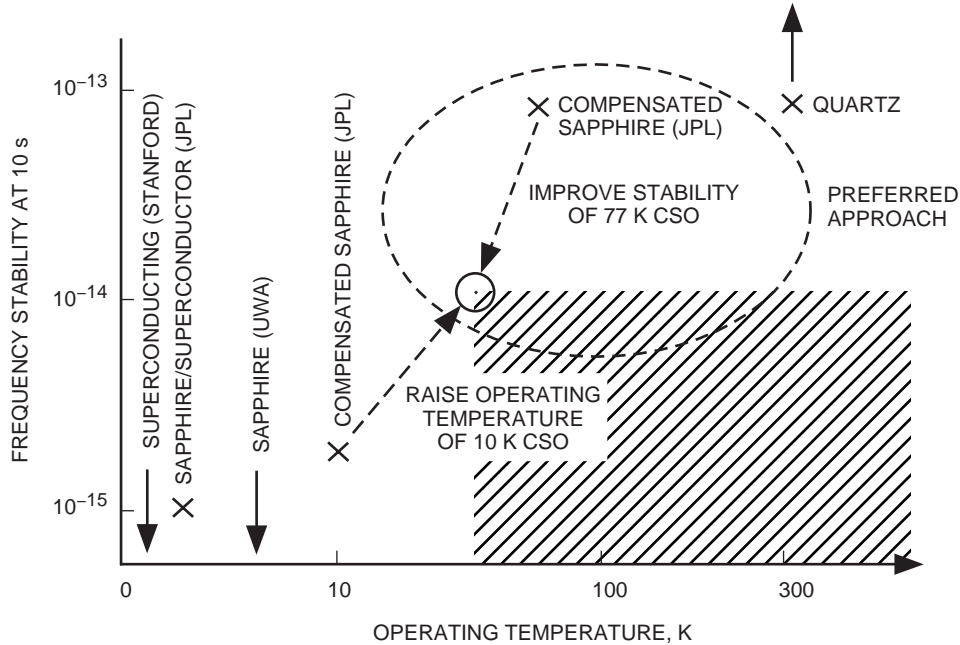 FREQUENCY STABILITY AT 10 s
10⁻¹³
10⁻¹⁴
10⁻¹⁵
SUPERCONDUCTING (STANFORD)
SAPPHIRE/SUPERCONDUCTOR (JPL)
SAPPHIRE (UWA)
COMPENSATED SAPPHIRE (JPL)
COMPENSATED
SAPPHIRE (JPL)
QUARTZ
IMPROVE STABILITY
OF 77 K CSO
PREFERRED
APPROACH
RAISE OPERATING
TEMPERATURE
OF 10 K CSO
0
10
100
300
OPERATING TEMPERATURE, K